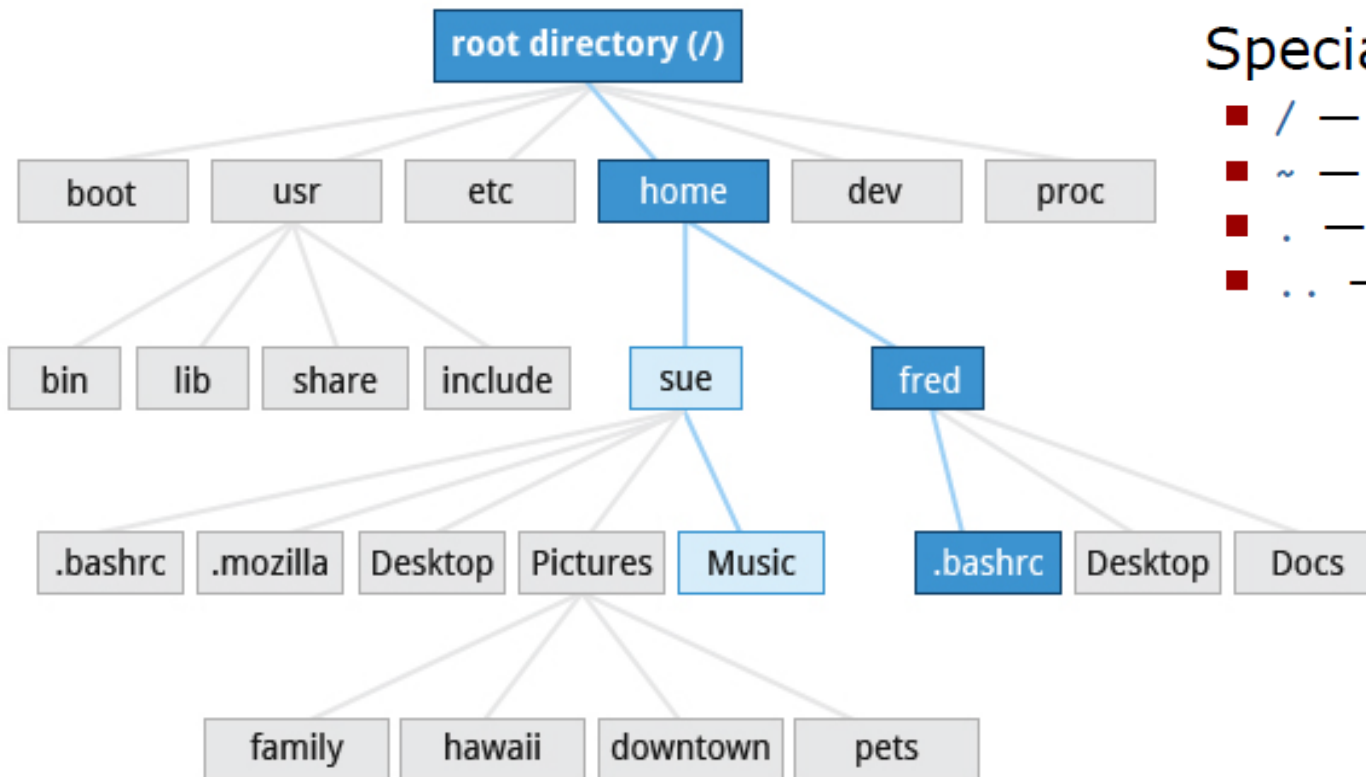 root directory (/)
boot usr etc home dev proc
bin lib share include sue fred
.bashrc .mozilla Desktop Pictures Music .bashrc Desktop Docs
family hawaii downtown pets
/ —
~ —
. —
.. —